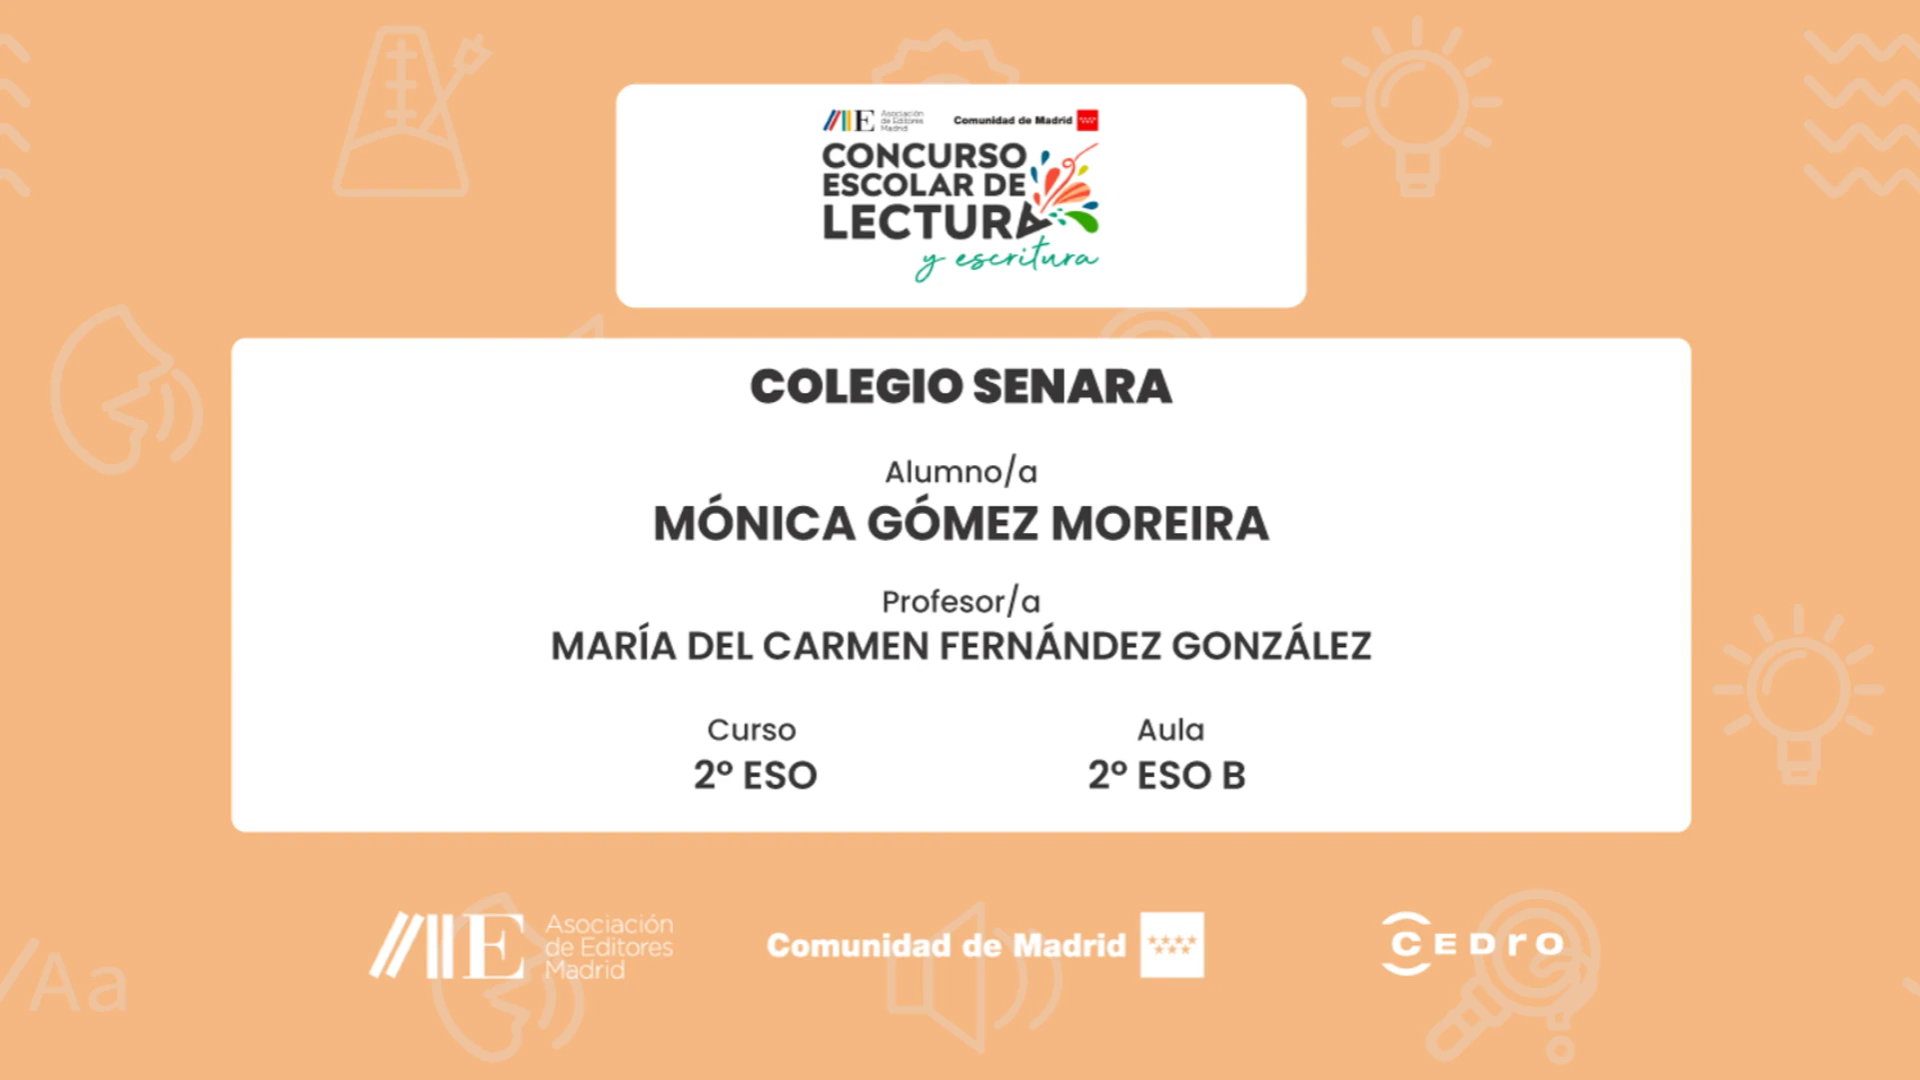 Asociación
de Editores
Madrid
Comunidad de Madrid
CONCURSO
ESCOLAR DE
LECTURA
y escritura
COLEGIO SENARA
Alumno/a
MÓNICA GÓMEZ MOREIRA
Profesor/a
MARÍA DEL CARMEN FERNÁNDEZ GONZÁLEZ
Curso
Aula
2º ESO
2º ESO B
Asociación
de Editores
Madrid
Comunidad de Madrid
CEDro
Aa